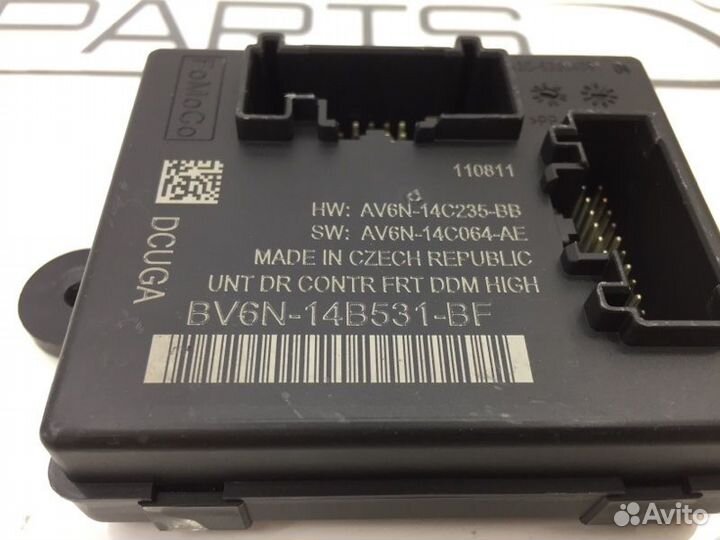 PARTS
FoMoCo
110811
HW: AV6N-14C235-BB
SW: AV6N-14C064-AE
MADE IN CZECH REPUBLIC
UNT DR CONTR FRT DDM HIGH
BV6N-14B531-BF
DCUGA
Avito